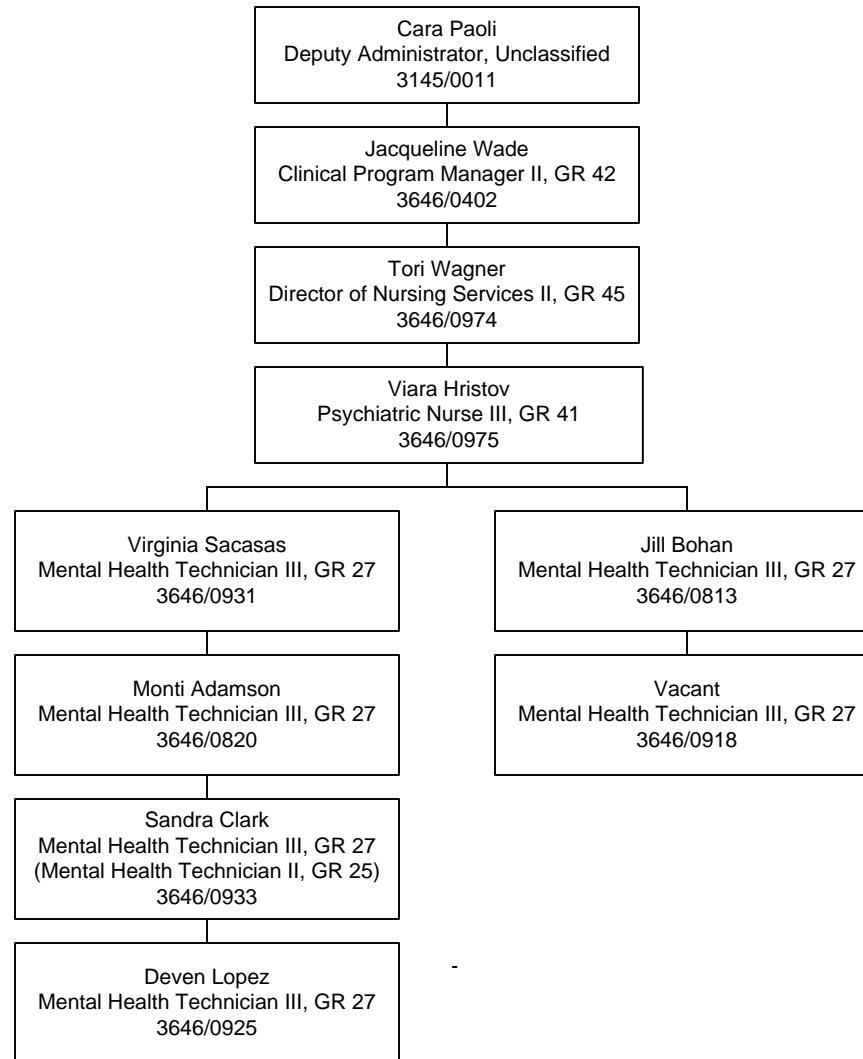 Cara Paoli
Deputy Administrator, Unclassified
3145/0011
Jacqueline Wade
Clinical Program Manager II, GR 42
3646/0402
Tori Wagner
Director of Nursing Services II, GR 45
3646/0974
Viara Hristov
Psychiatric Nurse III, GR 41
3646/0975
Virginia Sacasas
Mental Health Technician III, GR 27
3646/0931
Jill Bohan
Mental Health Technician III, GR 27
3646/0813
Monti Adamson
Mental Health Technician III, GR 27
3646/0820
Vacant
Mental Health Technician III, GR 27
3646/0918
Sandra Clark
Mental Health Technician III, GR 27
(Mental Health Technician II, GR 25)
3646/0933
Deven Lopez
Mental Health Technician III, GR 27
3646/0925
-